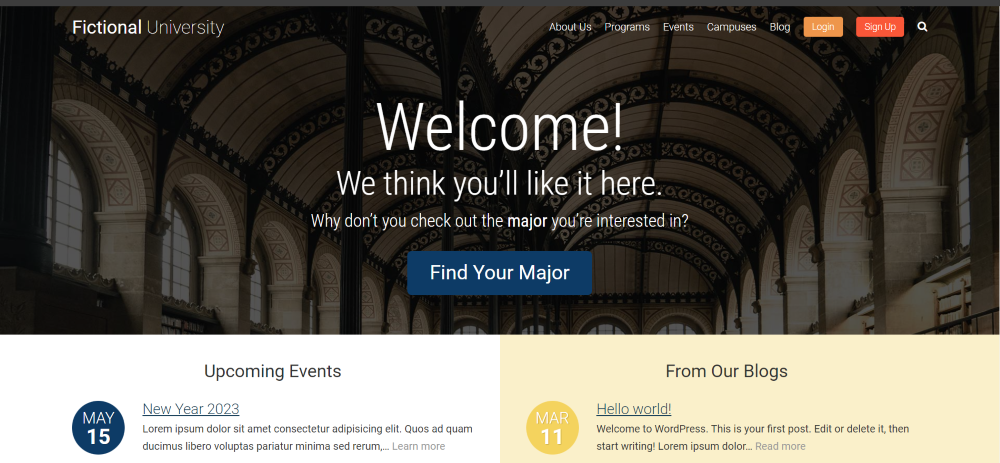 Fictional University
About Us Programs Events Campuses Blog Login Sign Up
Welcome!
We think you'll like it here.
Why don't you check out the major you're interested in?
Find Your Major
Upcoming Events
MAY
15
New Year 2023
Lorem ipsum dolor sit amet consectetur adipisicing elit. Quos ad quam
ducimus libero voluptas pariatur minima sed rerum,... Learn more
From Our Blogs
MAR
11
Hello world!
Welcome to WordPress. This is your first post. Edit or delete it, then
start writing! Lorem ipsum dolor... Read more